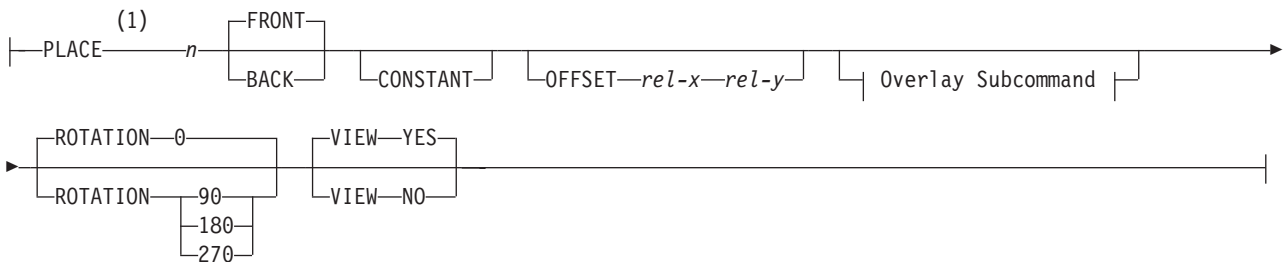 (1) FRONT
PLACE n BACK CONSTANT OFFSET rel-x rel-y Overlay Subcommand
ROTATION 0 VIEW YES
ROTATION 90 VIEW NO
180
270